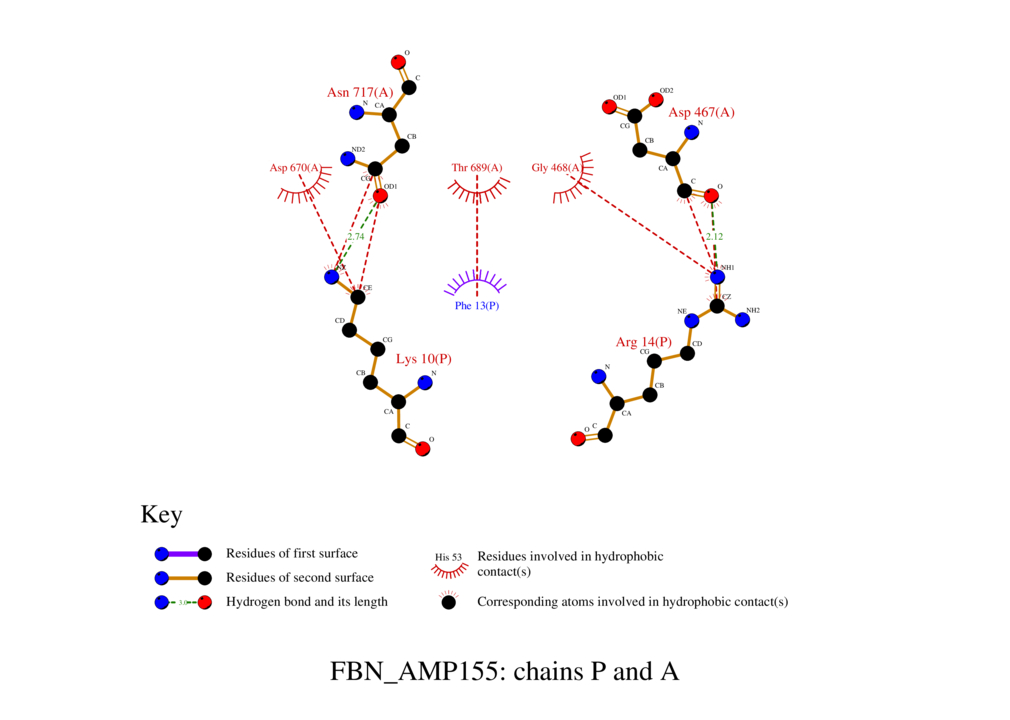 O
C
Asn 717(A)
N
CA
CB
ND2
CG
OD1
Asp 670(A)
2.74
CE
CD
CG
Lys 10(P)
CB
N
CA
C
O
Thr 689(A)
Phe 13(P)
OD1
OD2
Asp 467(A)
CG
N
CB
CA
Gly 468(A)
C
O
2.12
NH1
CZ
NE
NH2
Arg 14(P)
CG
CD
N
CB
CA
O
C
Key
Residues of first surface
Residues of second surface
3.0
Hydrogen bond and its length
His 53
Residues involved in hydrophobic
contact(s)
Corresponding atoms involved in hydrophobic contact(s)
FBN_AMP155: chains P and A